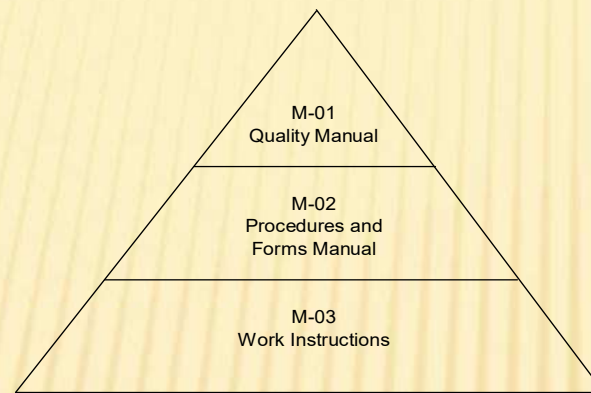 M-01
Quality Manual
M-02
Procedures and
Forms Manual
M-03
Work Instructions